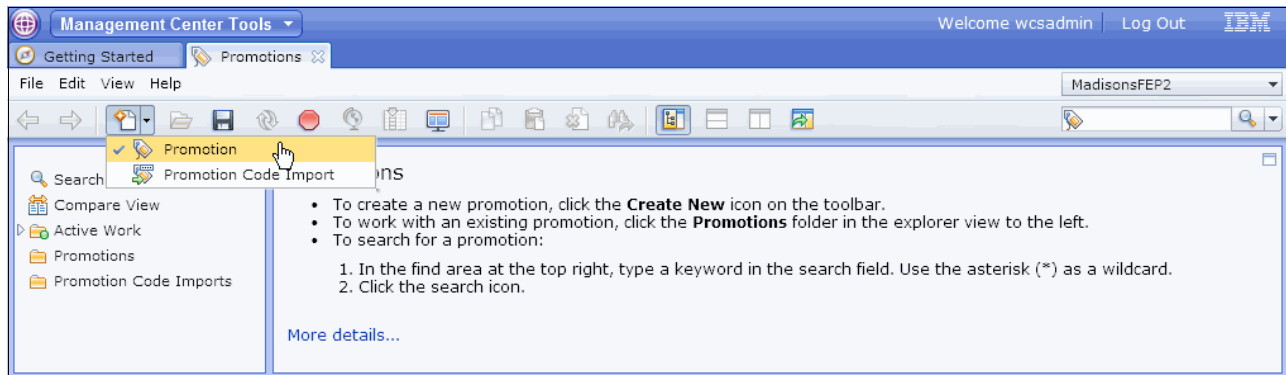 Management Center Tools Welcome wcsadmin Log Out IBM
Getting Started Promotions
File Edit View Help MadisonsFEP2
Promotion
Promotion Code Import
Search
Compare View
Active Work
Promotions
Promotion Code Imports
ons
• To create a new promotion, click the Create New icon on the toolbar.
• To work with an existing promotion, click the Promotions folder in the explorer view to the left.
• To search for a promotion:
1. In the find area at the top right, type a keyword in the search field. Use the asterisk (*) as a wildcard.
2. Click the search icon.
More details...